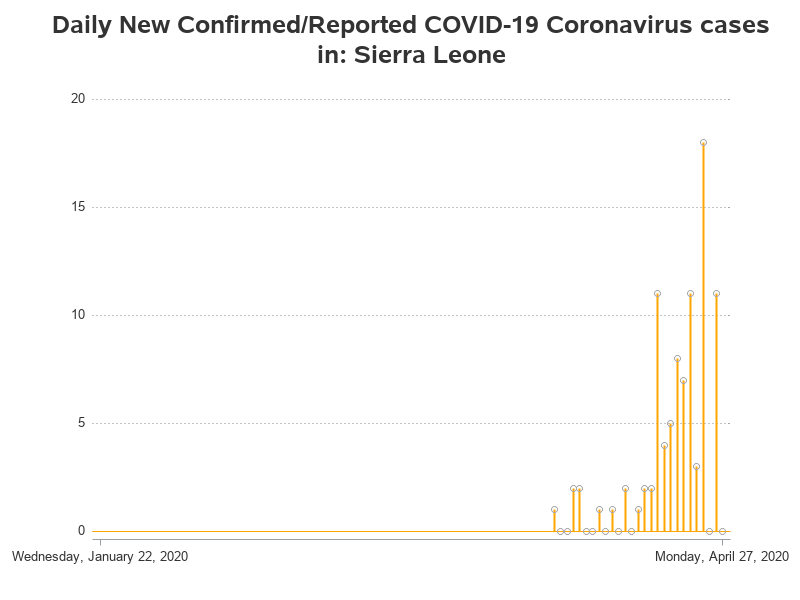 Daily New Confirmed/Reported COVID-19 Coronavirus cases
in: Sierra Leone
20
15
10
5
0
Wednesday, January 22, 2020
Monday, April 27, 2020